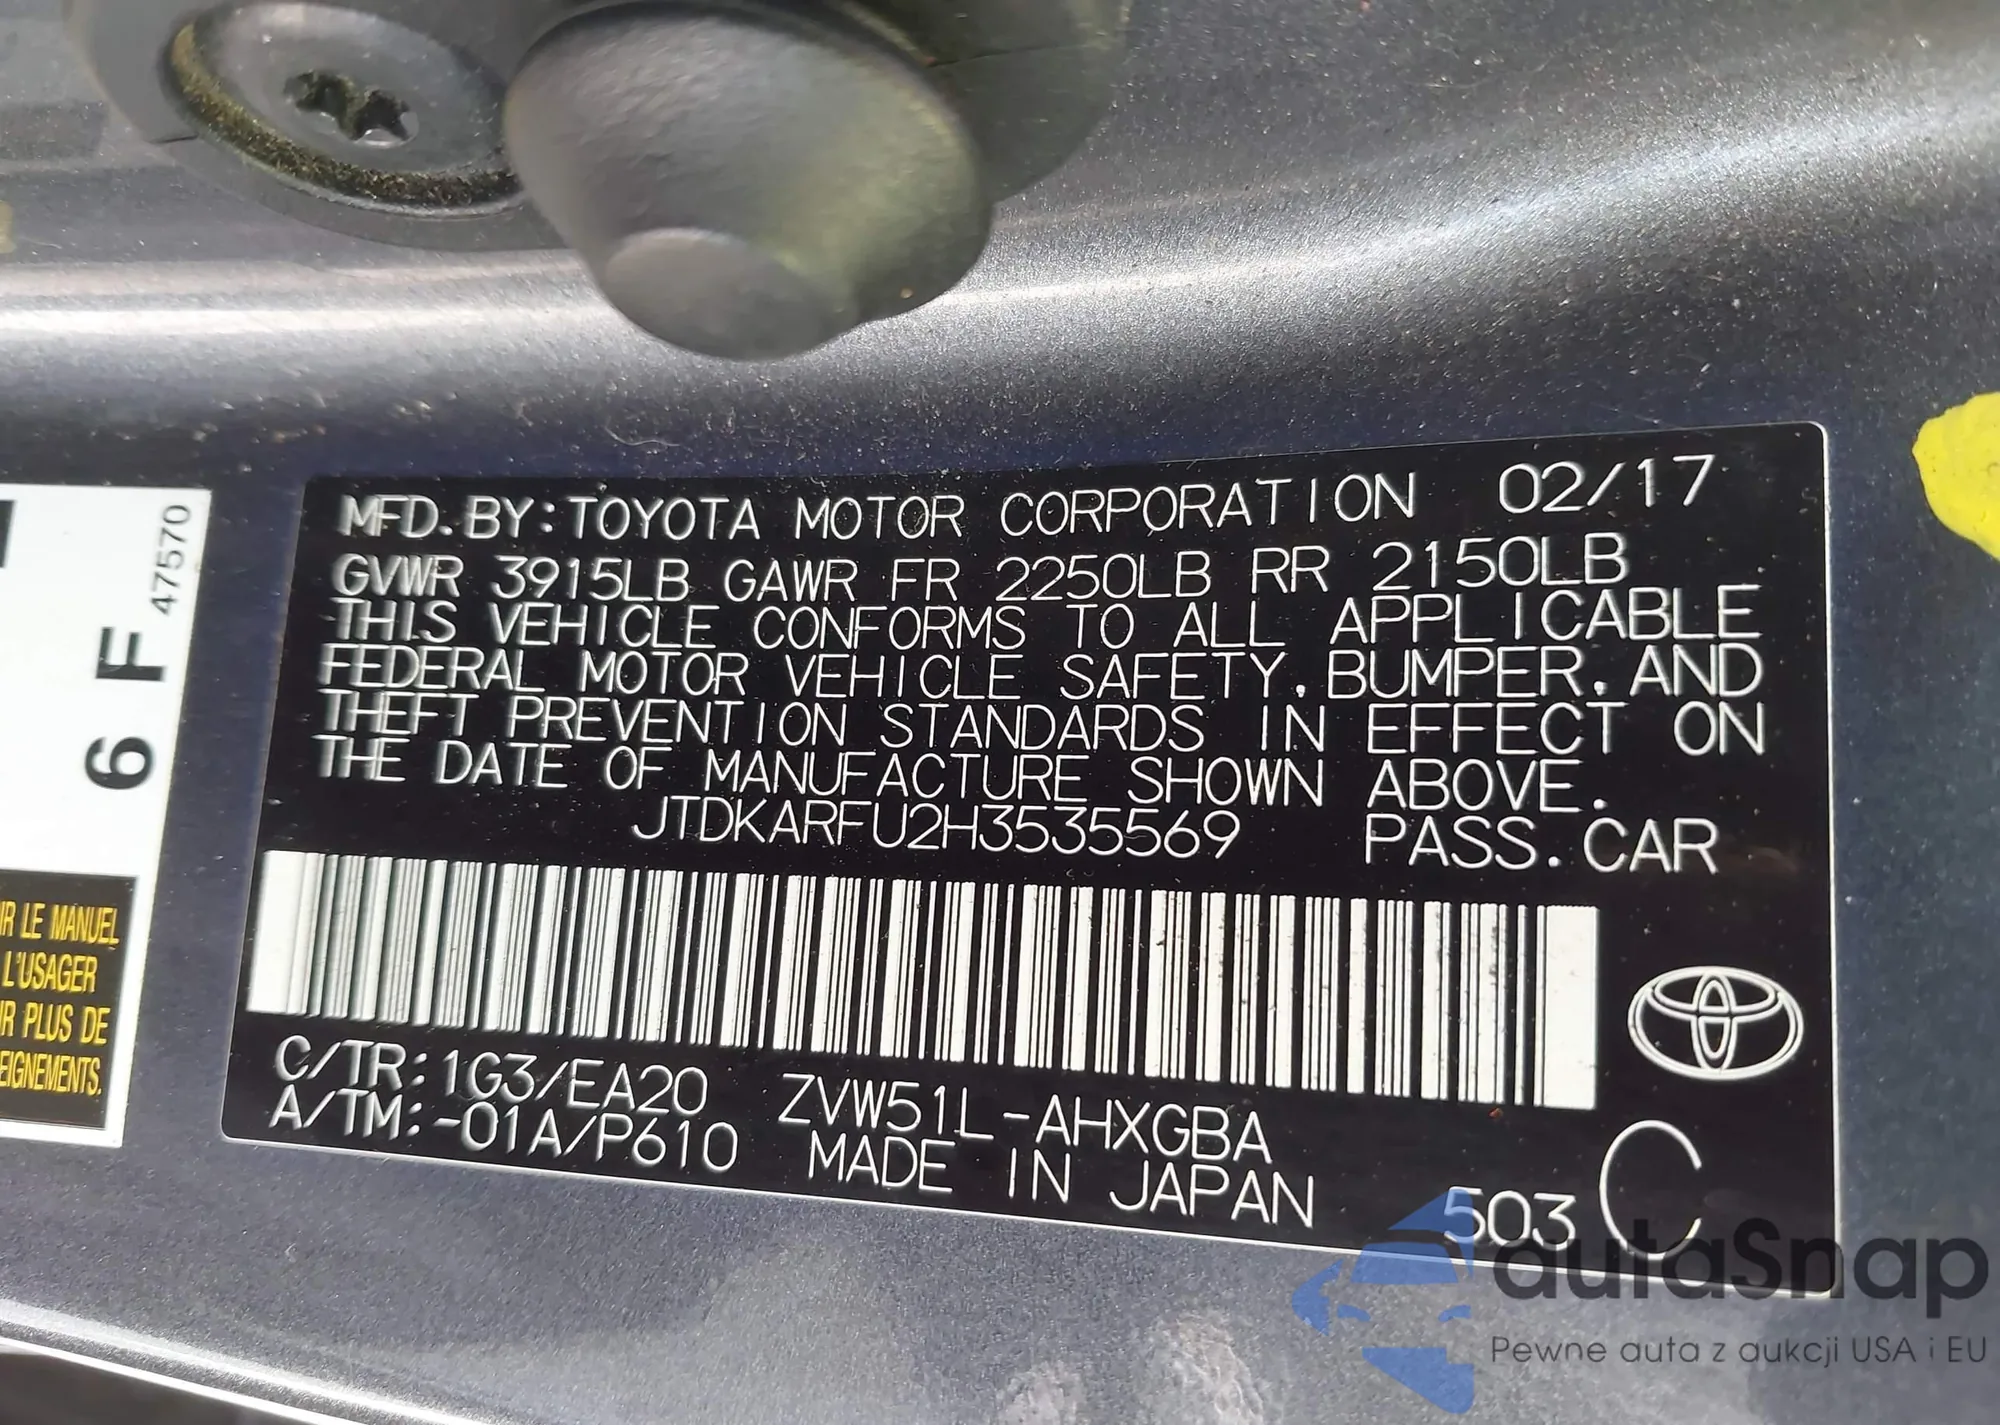 MFD. BY: TOYOTA MOTOR CORPORATION 02/17
GVWR 3915LB GAWR FR 2250LB RR 2150LB
THIS VEHICLE CONFORMS TO ALL APPLICABLE
FEDERAL MOTOR VEHICLE SAFETY, BUMPER, AND
THEFT PREVENTION STANDARDS IN EFFECT ON
THE DATE OF MANUFACTURE SHOWN ABOVE.
JTDKARFU2H3535569 PASS. CAR
C/TR: 1G3/EA20 ZVW51L-AHXGBA
A/TM: -01A/P610 MADE IN JAPAN 503 C
6 F 47570
LE MANUEL
L'USAGER
PLUS DE
autaSnap
Pewne auta z aukcji USA i EU